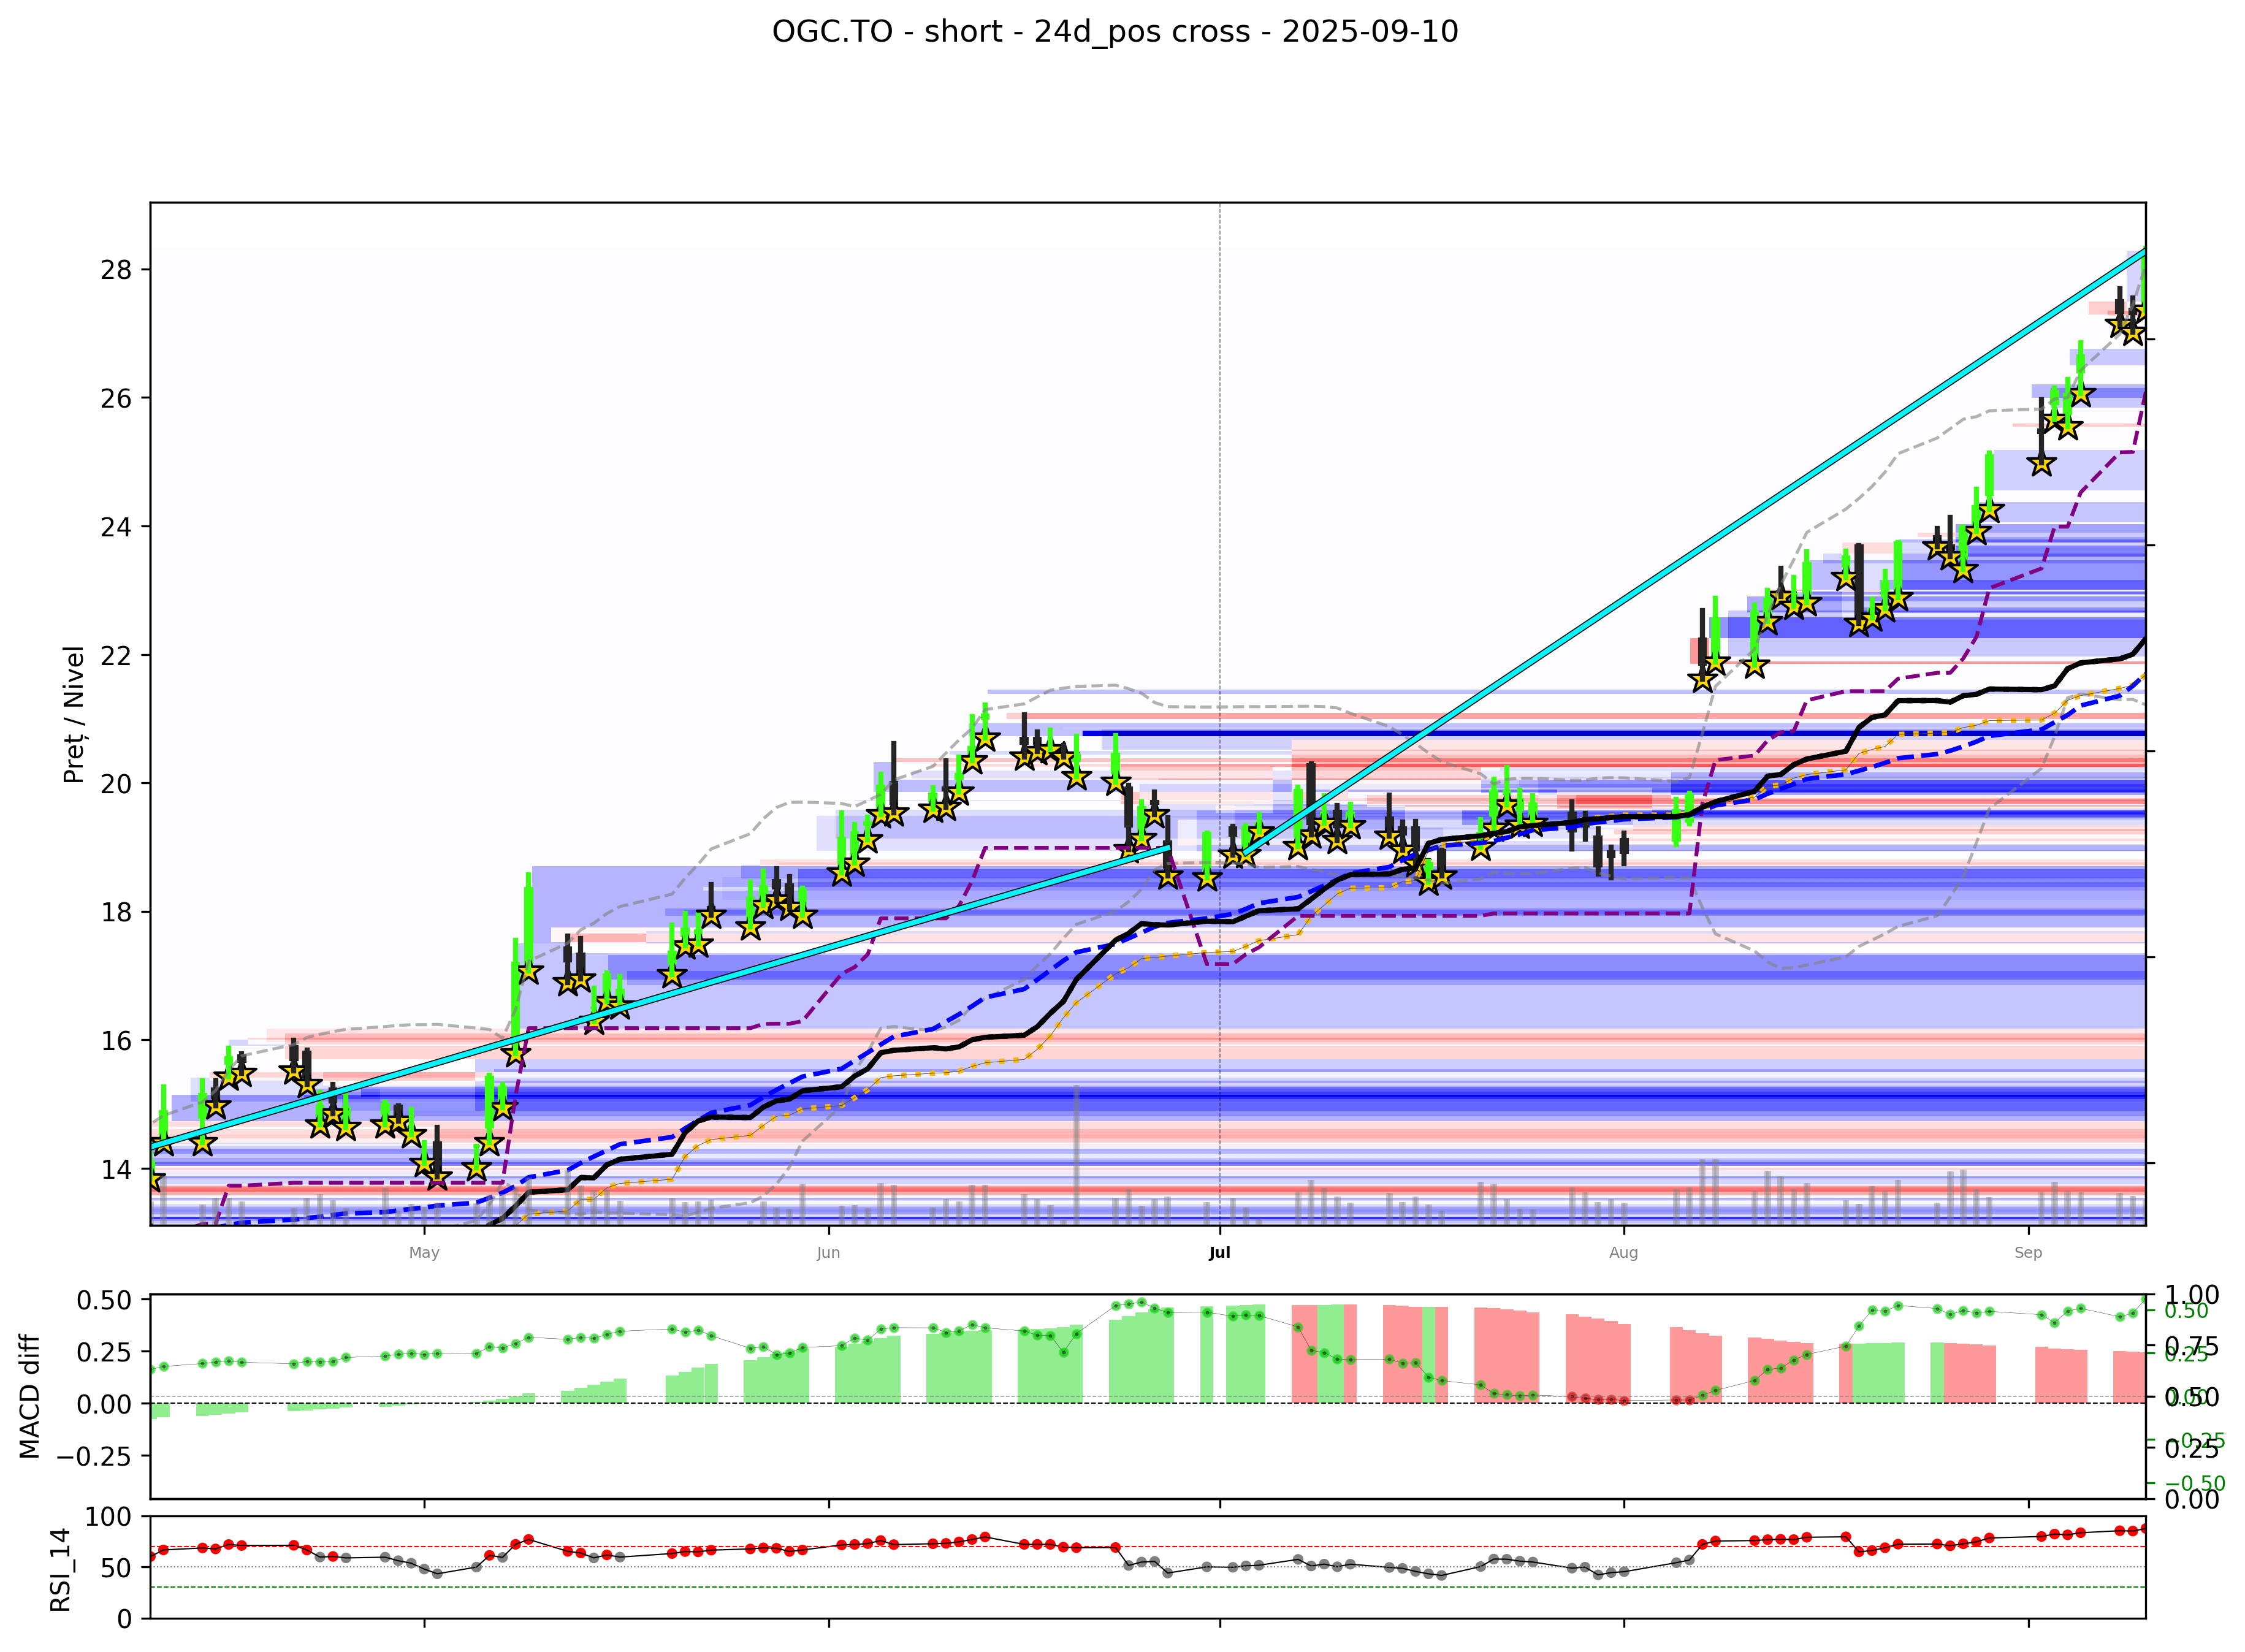 OGC.TO - short - 24d_pos cross - 2025-09-10
Preț / Nivel
28
26
24
22
20
18
16
14
May
Jun
Jul
Aug
Sep
MACD diff
0.50
0.25
0.00
−0.25
1.00
0.75
0.50
0.25
0.00
0.50
0.25
0.00
−0.25
−0.50
RSI_14
100
50
0